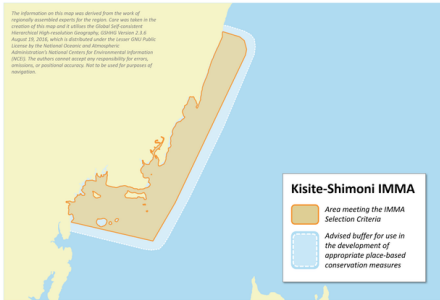 The information on this map was derived from the work of
regionally assembled experts for the region. Care was taken in the
creation of this map and it utilises the Global Self-consistent
Hierarchical High-resolution Geography, GSHHG Version 2.3.6
August 19, 2016, which is distributed under the Lesser GNU Public
License by the National Oceanic and Atmospheric
Administration's National Centers for Environmental Information
(NCEI). The authors cannot accept any responsibility for errors,
omissions, or positional accuracy. Not to be used for purposes of
navigation.
Kisite-Shimoni IMMA
Area meeting the IMMA
Selection Criteria
Advised buffer for use in
the development of
appropriate place-based
conservation measures